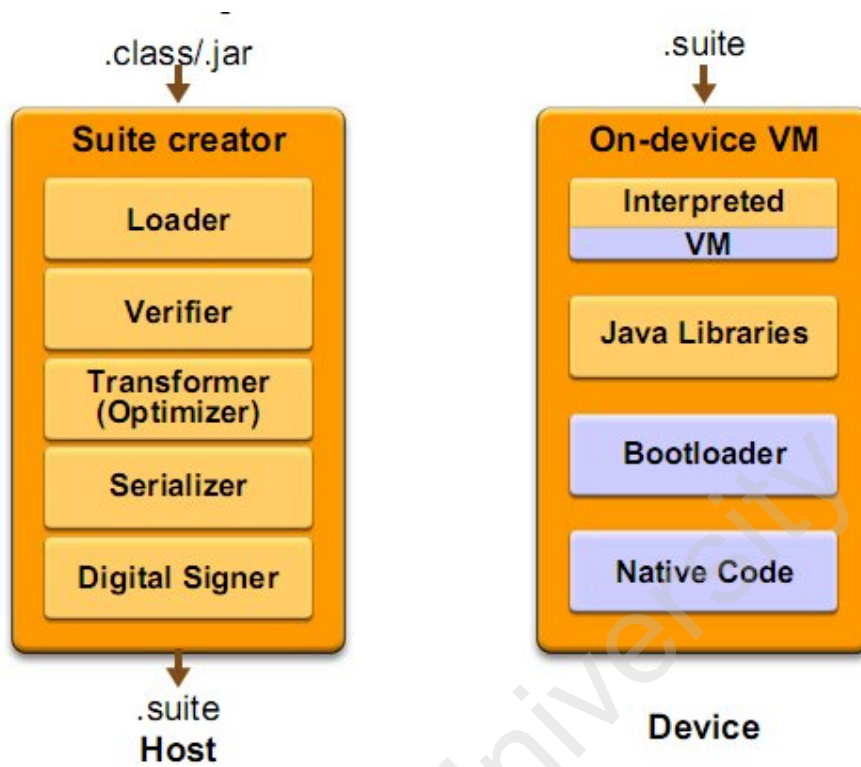 .class/.jar
Suite creator
Loader
Verifier
Transformer
(Optimizer)
Serializer
Digital Signer
.suite
Host
.suite
On-device VM
Interpreted
VM
Java Libraries
Bootloader
Native Code
Device
University